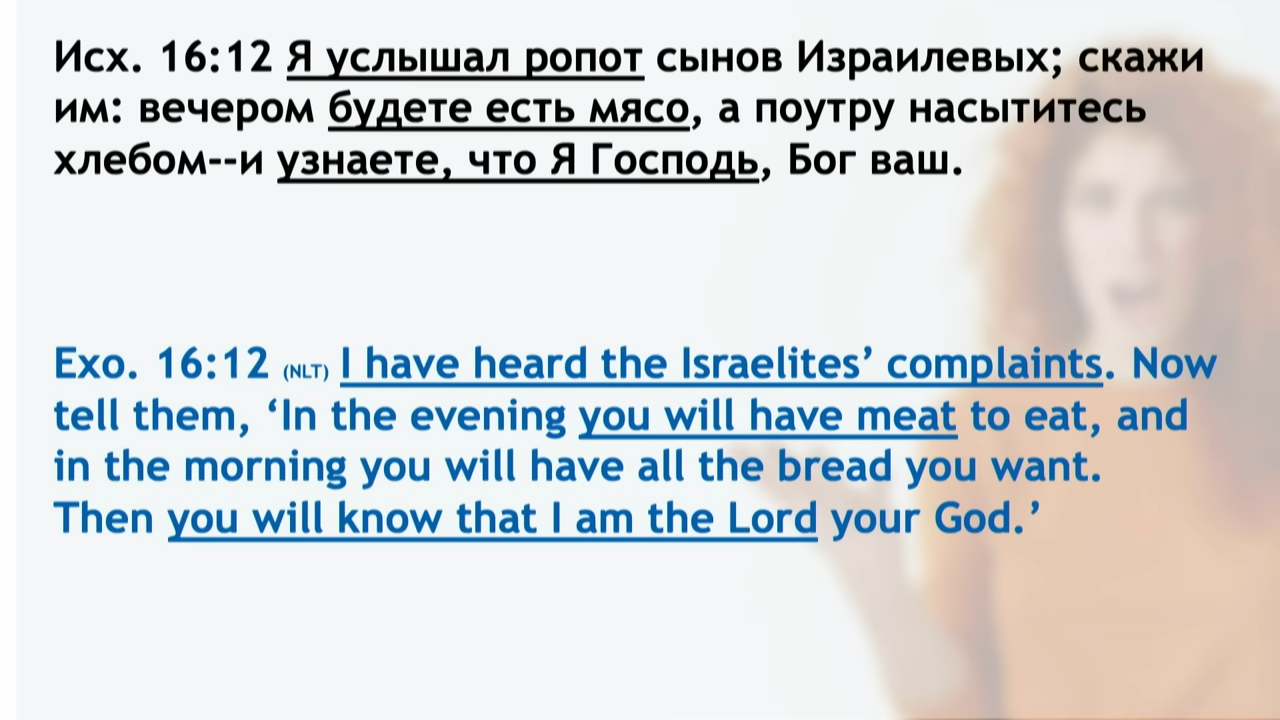 Исх. 16:12 Я услышал ропот сынов Израилевых; скажи
им: вечером будете есть мясо, а поутру насытитесь
хлебом--и узнаете, что Я Господь, Бог ваш.
Exo. 16:12 (NLT) I have heard the Israelites’ complaints. Now
tell them, ‘In the evening you will have meat to eat, and
in the morning you will have all the bread you want.
Then you will know that I am the Lord your God.’